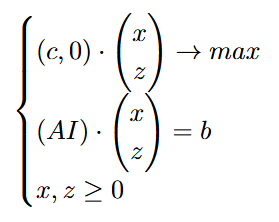 (c, 0) · (x z) → max
(AI) · (x z) = b
x, z ≥ 0